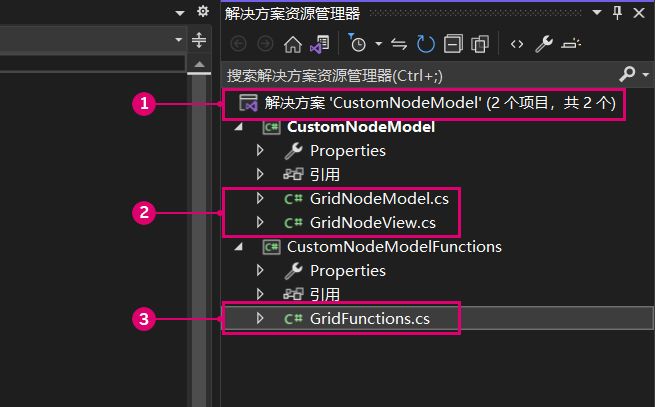 解决方案资源管理器
搜索解决方案资源管理器(Ctrl+;)
1
解决方案 'CustomNodeModel' (2 个项目，共 2 个)
C# CustomNodeModel
Properties
引用
2
C# GridNodeModel.cs
C# GridNodeView.cs
C# CustomNodeModelFunctions
Properties
引用
3
C# GridFunctions.cs